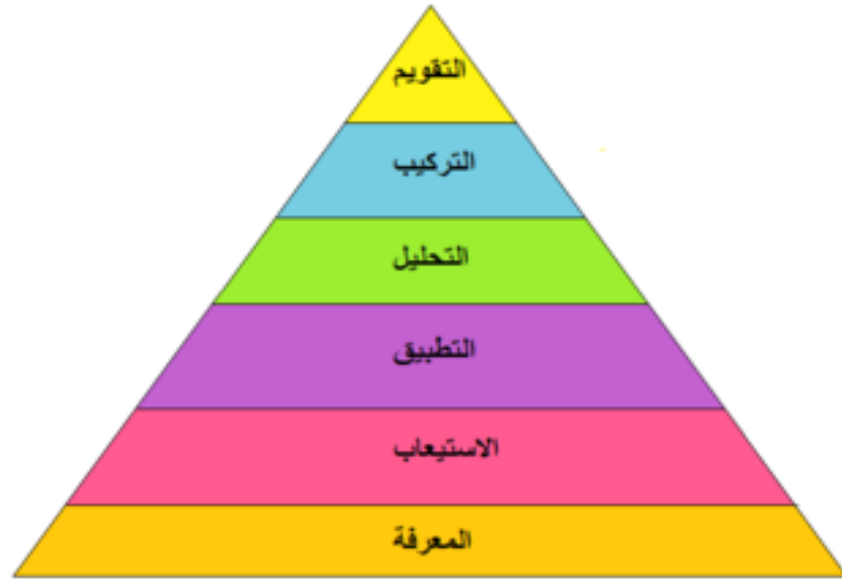 التقويم
التركيب
التحليل
التطبيق
الاستيعاب
المعرفة